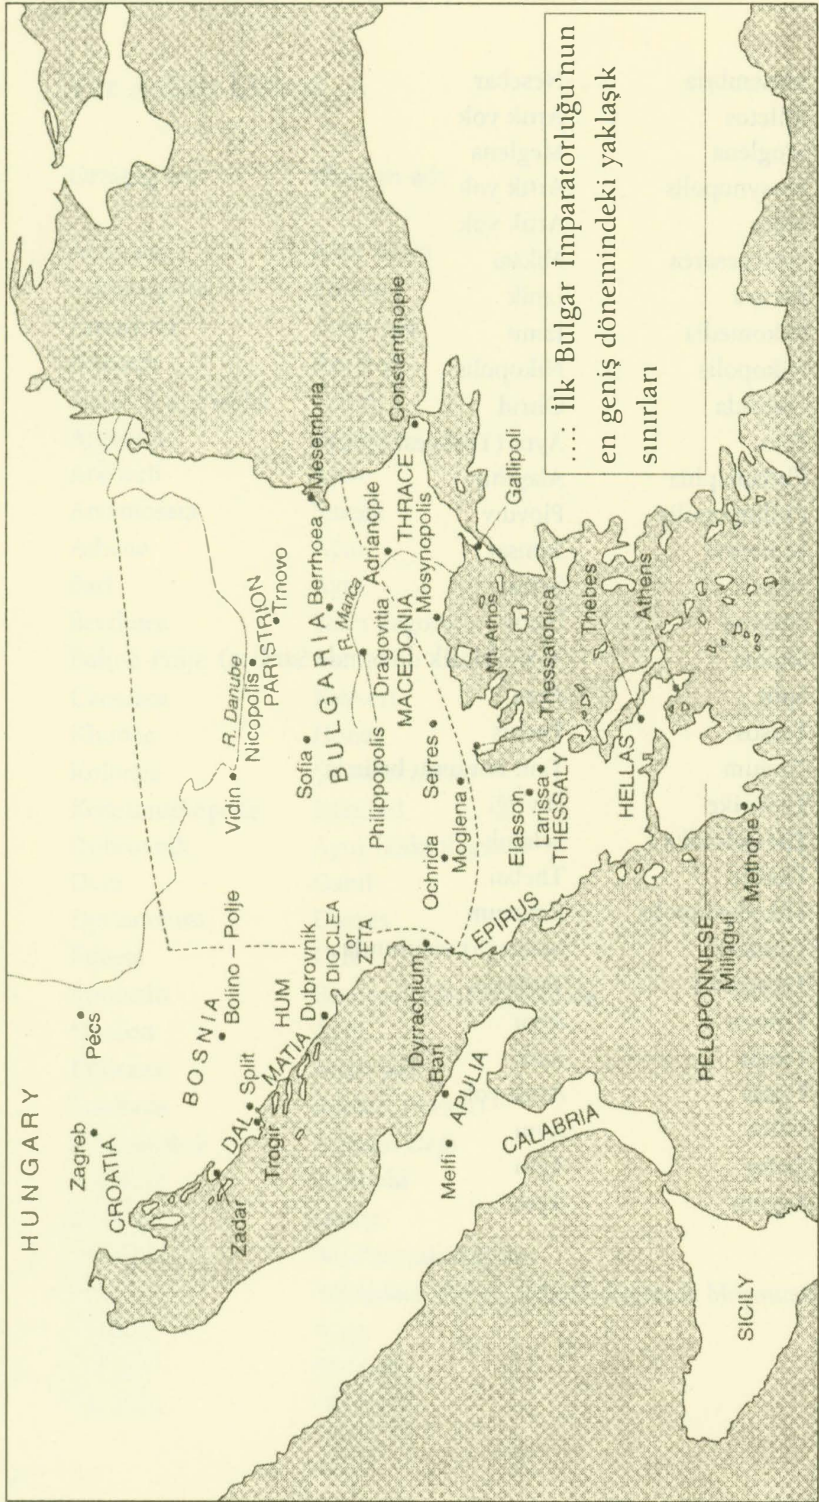 HUNGARY
Zagreb
CROATIA
Pécs
BOSNIA
Bolino – Polje
Zadar
DALMATIA
Split
Trogir
HUM
Dubrovnik
DIOCLEA
or
ZETA
Vidin
R. Danube
Nicopolis
PARISTRION
Trnovo
Sofia
BULGARIA
Berrhoea
Mesembria
R. Marica
Philippopolis
Dragovitia
Adrianople
THRACE
Constantinople
MACEDONIA
Mosynopolis
Serres
Ochrida
Moglena
Dyrrachium
Bari
APULIA
Melfi
CALABRIA
SICILY
EPIRUS
Elasson
Larissa
THESSALY
Thessalonica
Mt. Athos
Gallipoli
Thebes
Athens
HELLAS
PELOPONNESE
Milingui
Methone
....: İlk Bulgar İmparatorluğu'nun
en geniş dönemindeki yaklaşık
sınırları